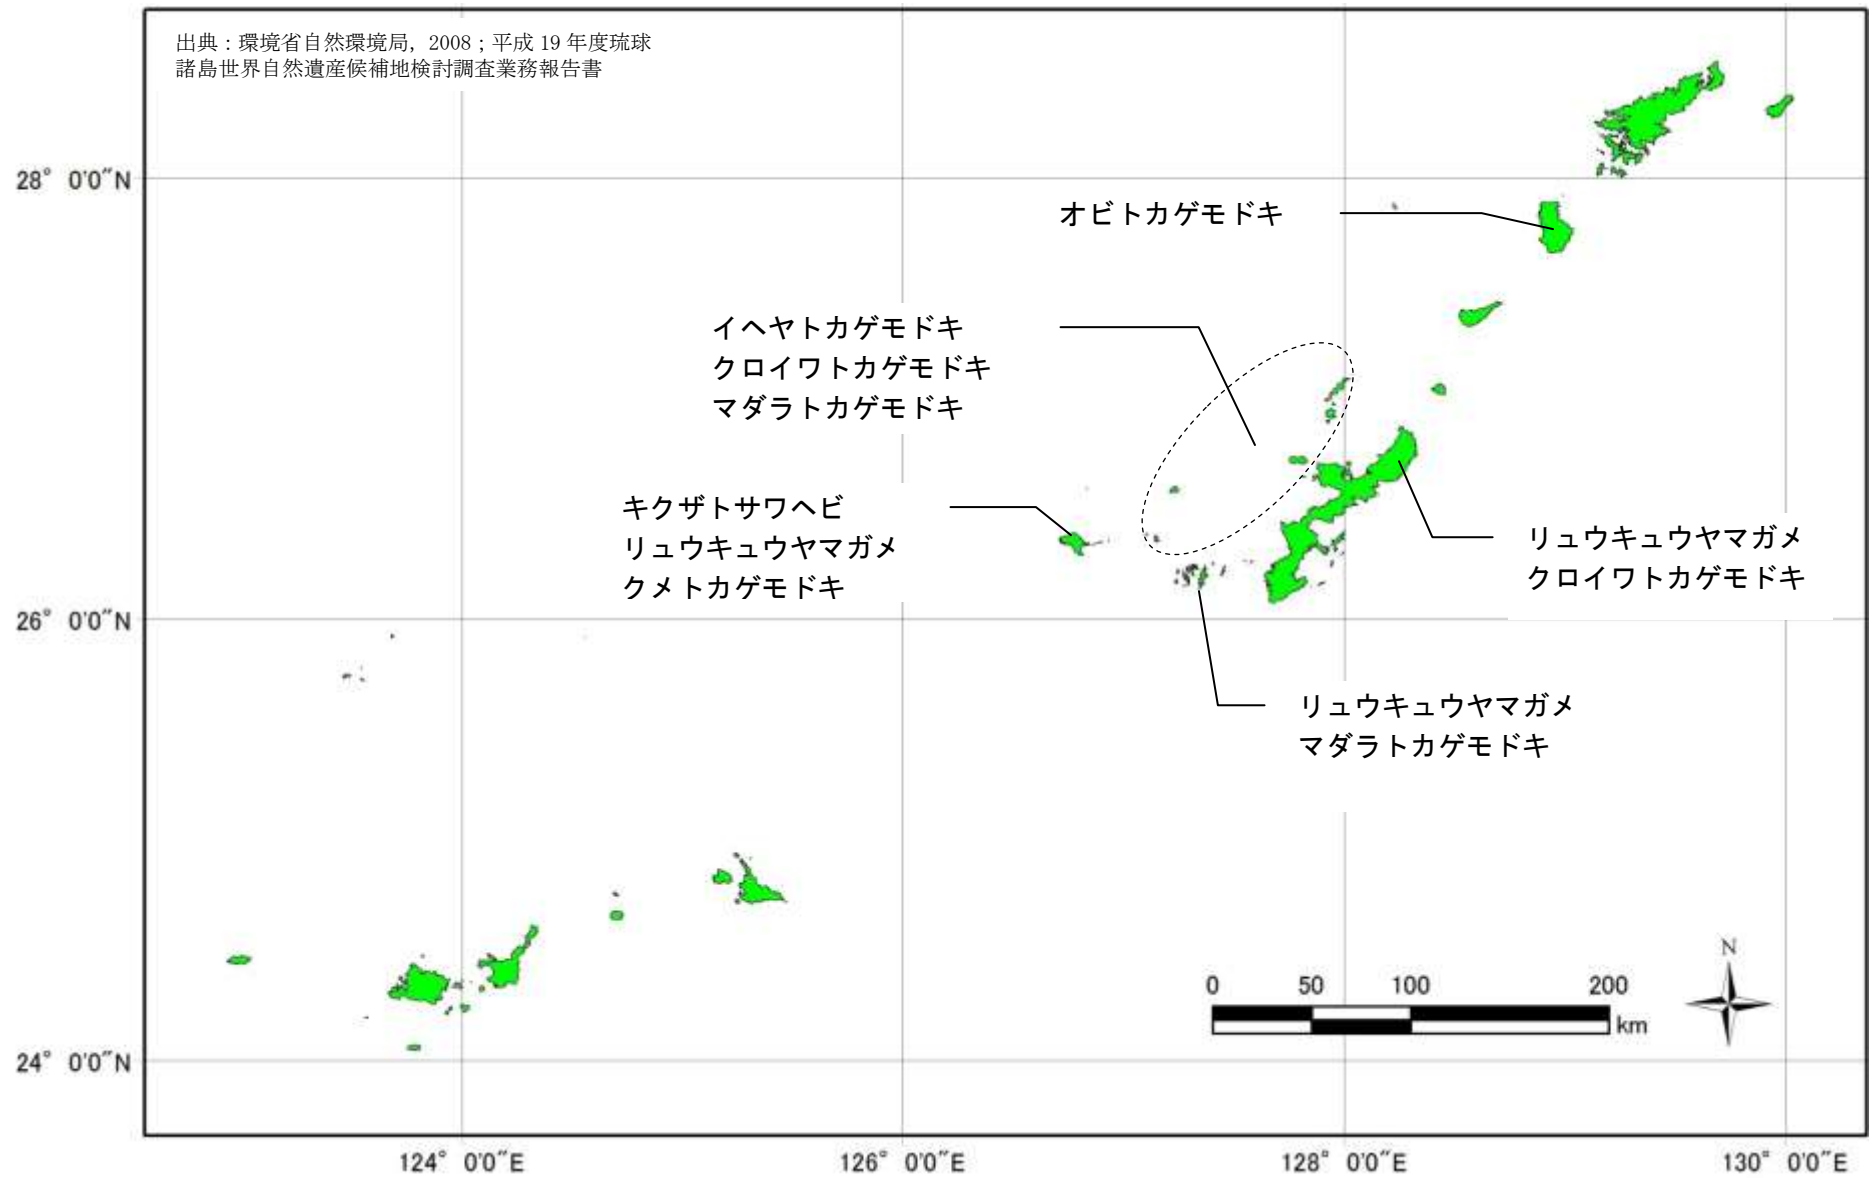 出典：環境省自然環境局，2008；平成 19 年度琉球
諸島世界自然遺産候補地検討調査業務報告書
28° 0'0"N
オビトカゲモドキ
イヘヤトカゲモドキ
クロイワトカゲモドキ
マダラトカゲモドキ
キクザトサワヘビ
リュウキュウヤマガメ
クメトカゲモドキ
リュウキュウヤマガメ
クロイワトカゲモドキ
26° 0'0"N
リュウキュウヤマガメ
マダラトカゲモドキ
N
0 50 100 200
km
24° 0'0"N
124° 0'0"E 126° 0'0"E 128° 0'0"E 130° 0'0"E